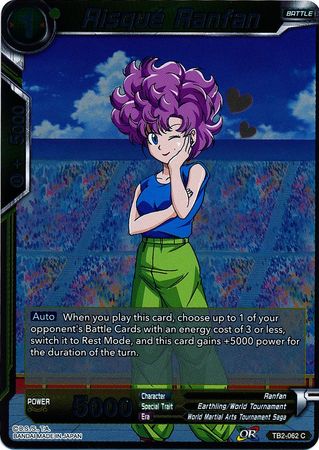 Risqué Ranfan
BATTLE
1
5000
Auto When you play this card, choose up to 1 of your
opponent's Battle Cards with an energy cost of 3 or less,
switch it to Rest Mode, and this card gains +5000 power for
the duration of the turn.
POWER
5000
Character Ranfan
Special Trait Earthling/World Tournament
Era World Martial Arts Tournament Saga
©B.S./S., T.A.
BANDAI MADE IN JAPAN
TB2-062 C